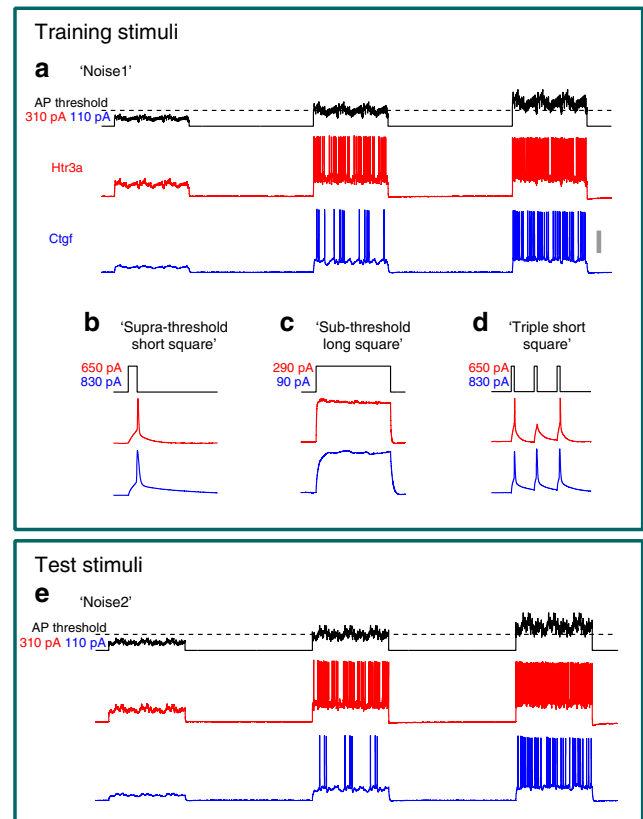 Training stimuli
a 'Noise1'
AP threshold
310 pA 110 pA
Htr3a
Ctgf
b 'Supra-threshold short square'
650 pA
830 pA
c 'Sub-threshold long square'
290 pA
90 pA
d 'Triple short square'
650 pA
830 pA
Test stimuli
e 'Noise2'
AP threshold
310 pA 110 pA